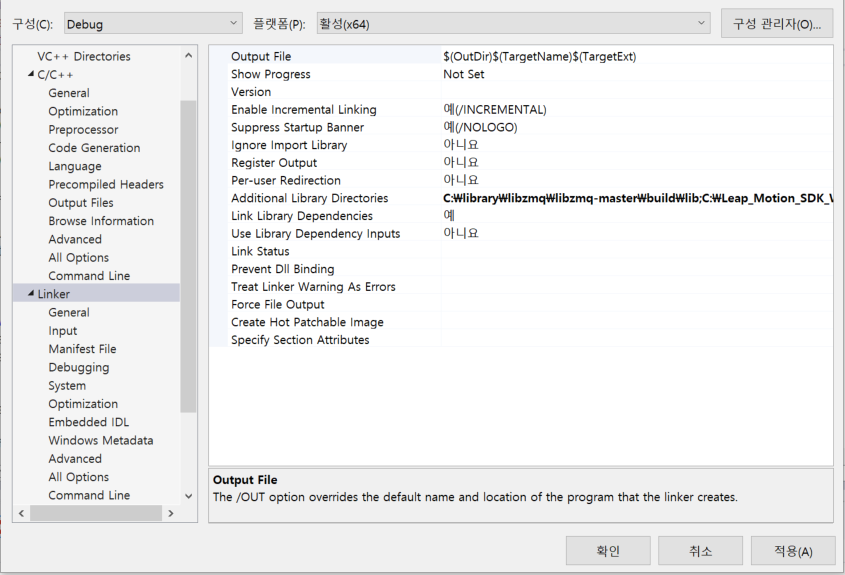 구성(C): Debug 플랫폼(P): 활성(x64) 구성 관리자(O)...
VC++ Directories
C/C++
General
Optimization
Preprocessor
Code Generation
Language
Precompiled Headers
Output Files
Browse Information
Advanced
All Options
Command Line
Linker
General
Input
Manifest File
Debugging
System
Optimization
Embedded IDL
Windows Metadata
Advanced
All Options
Command Line
Output File $(OutDir)$(TargetName)$(TargetExt)
Show Progress Not Set
Version
Enable Incremental Linking 예(/INCREMENTAL)
Suppress Startup Banner 예(/NOLOGO)
Ignore Import Library 아니요
Register Output 아니요
Per-user Redirection 아니요
Additional Library Directories C:₩library₩libzmq₩libzmq-master₩build₩lib;C:₩Leap_Motion_SDK_
Link Library Dependencies 예
Use Library Dependency Inputs 아니요
Link Status
Prevent Dll Binding
Treat Linker Warning As Errors
Force File Output
Create Hot Patchable Image
Specify Section Attributes
Output File
The /OUT option overrides the default name and location of the program that the linker creates.
확인 취소 적용(A)